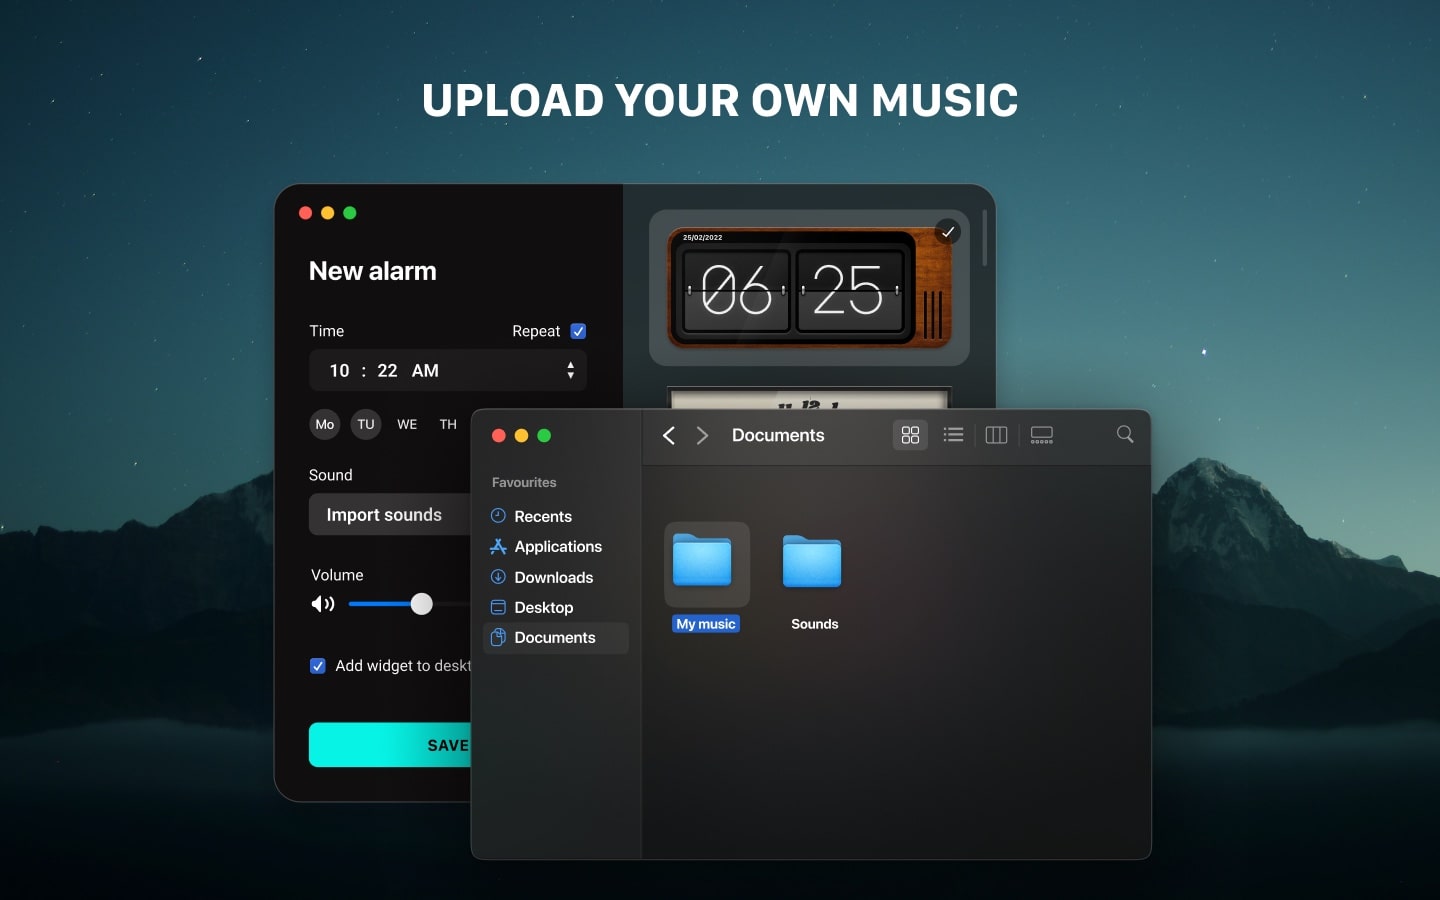 UPLOAD YOUR OWN MUSIC
New alarm
Time
Repeat
10 : 22 AM
Mo TU WE TH
Sound
Import sounds
Volume
Add widget to deskt
SAVE
25/02/2022
06 25
Documents
Favourites
Recents
Applications
Downloads
Desktop
Documents
My music
Sounds